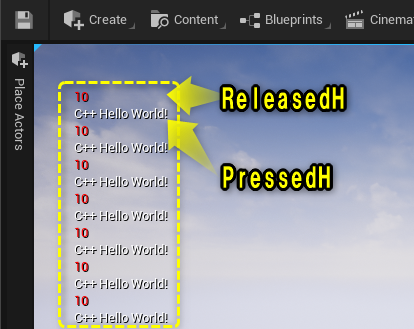 Create
Content
Blueprints
Cinema
Place Actors
10
C++ Hello World!
10
C++ Hello World!
10
C++ Hello World!
10
C++ Hello World!
10
C++ Hello World!
10
C++ Hello World!
10
C++ Hello World!
ReleasedH
PressedH